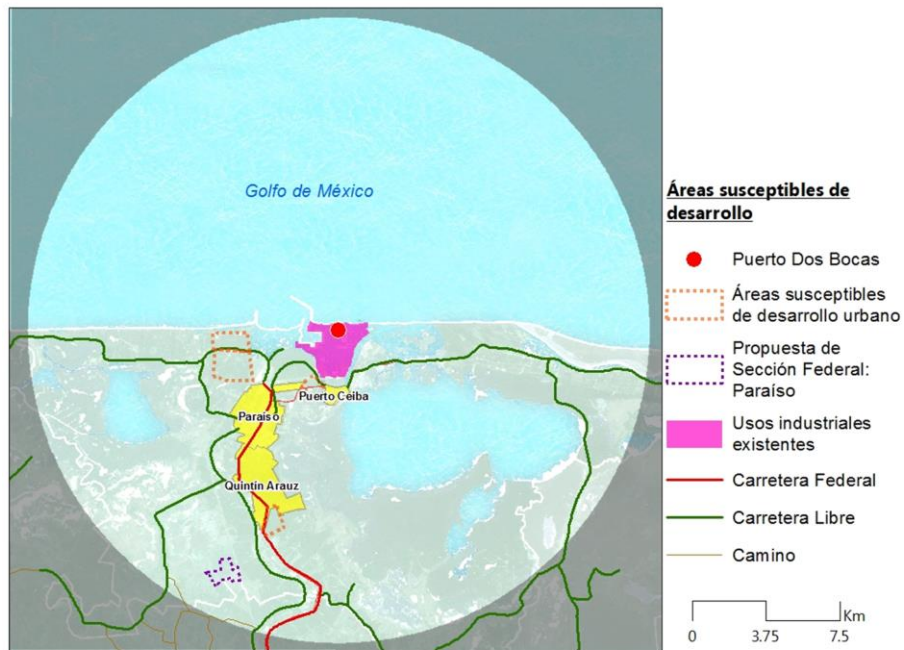 Golfo de México
Puerto Ceiba
Paraíso
Quintín Arauz
Áreas susceptibles de
desarrollo
Puerto Dos Bocas
Áreas susceptibles
de desarrollo urbano
Propuesta de
Sección Federal:
Paraíso
Usos industriales
existentes
Carretera Federal
Carretera Libre
Camino
Km
0 3.75 7.5